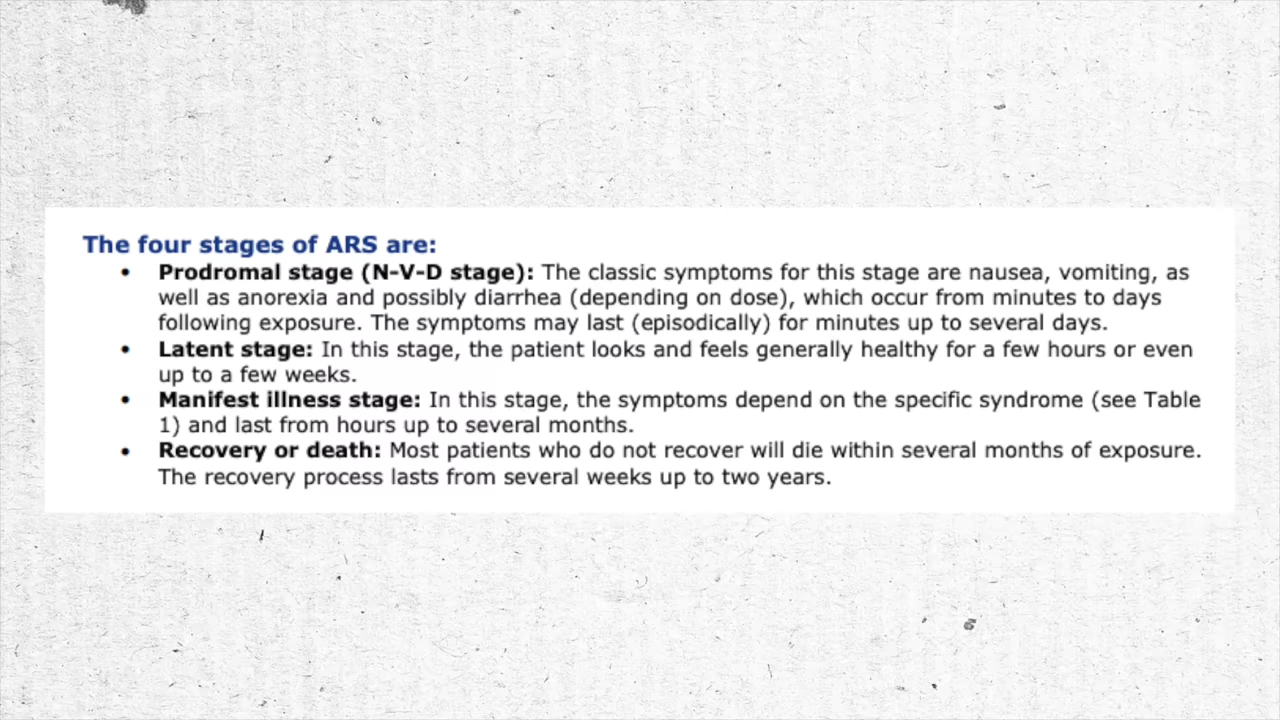 The four stages of ARS are:
• Prodromal stage (N-V-D stage): The classic symptoms for this stage are nausea, vomiting, as
well as anorexia and possibly diarrhea (depending on dose), which occur from minutes to days
following exposure. The symptoms may last (episodically) for minutes up to several days.
• Latent stage: In this stage, the patient looks and feels generally healthy for a few hours or even
up to a few weeks.
• Manifest illness stage: In this stage, the symptoms depend on the specific syndrome (see Table
1) and last from hours up to several months.
• Recovery or death: Most patients who do not recover will die within several months of exposure.
The recovery process lasts from several weeks up to two years.